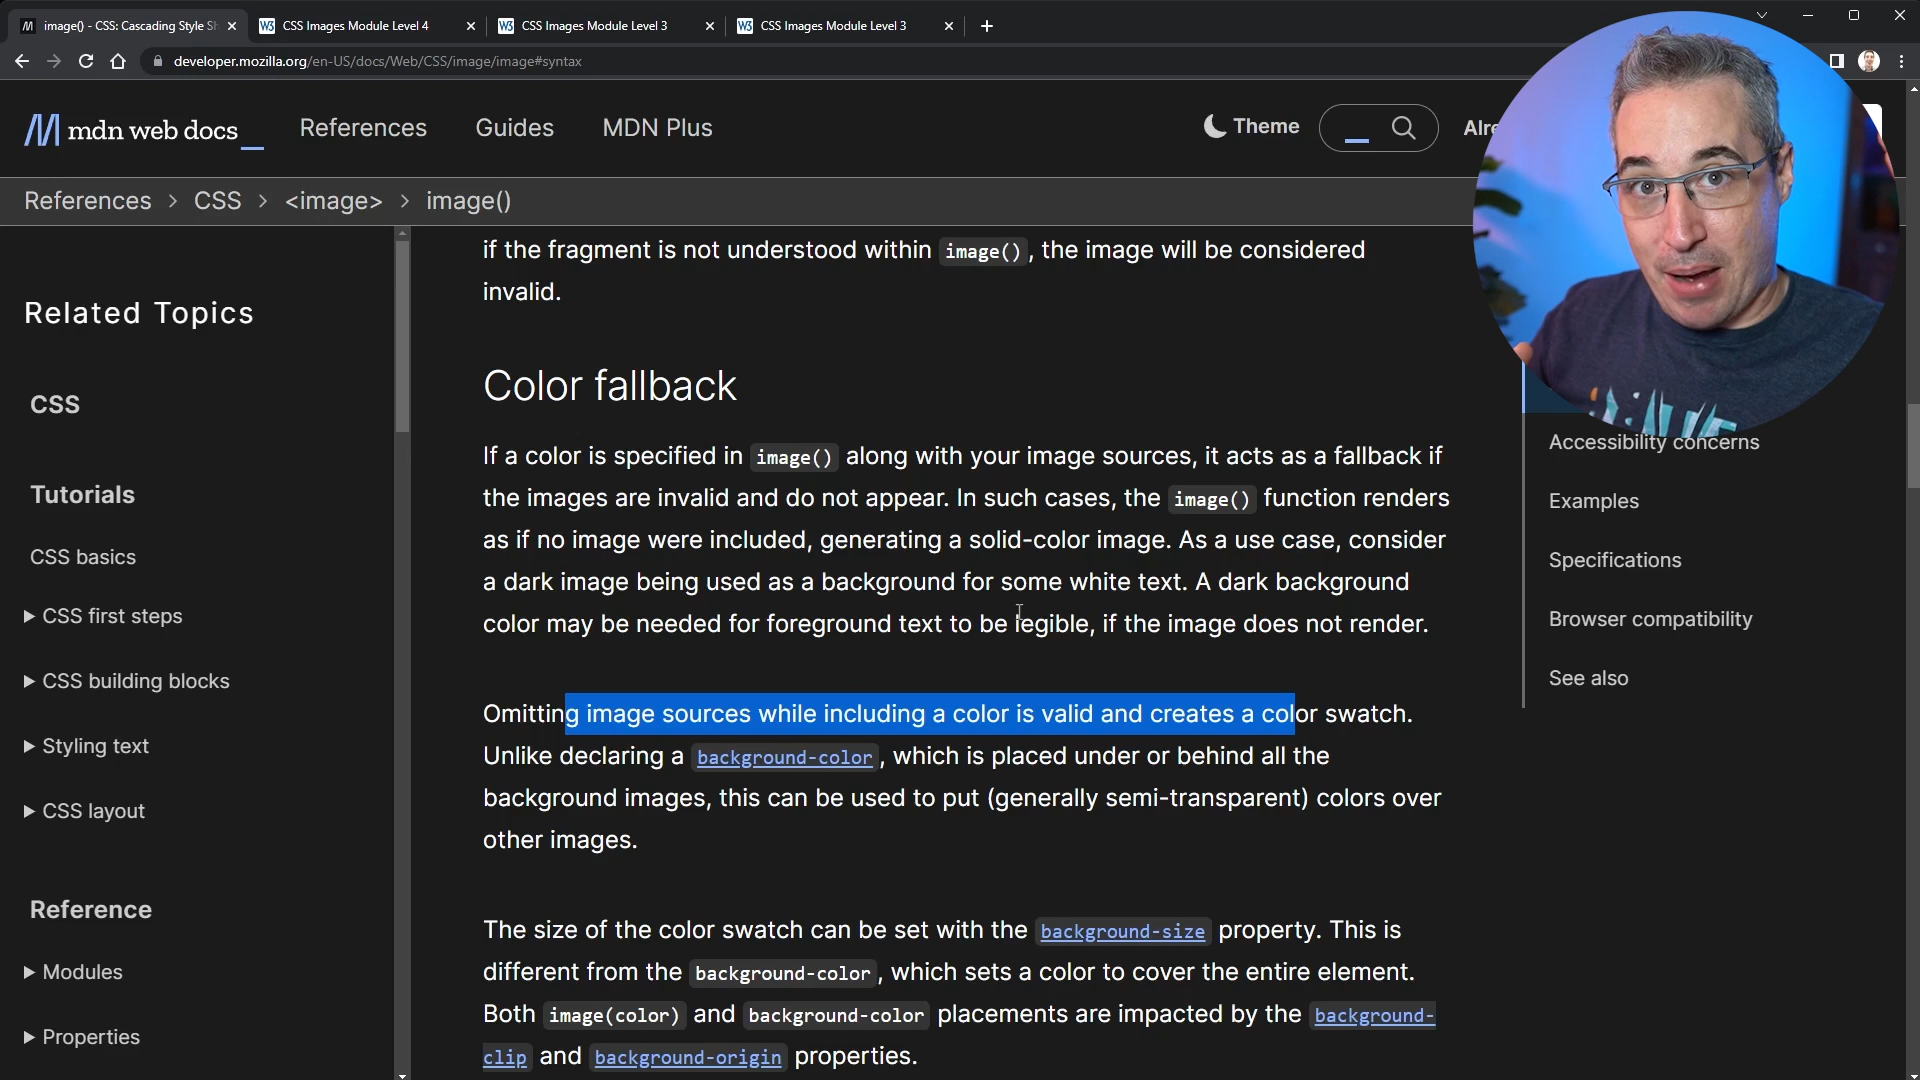 image() - CSS: Cascading Style Sh
CSS Images Module Level 4
CSS Images Module Level 3
CSS Images Module Level 3
developer.mozilla.org/en-US/docs/Web/CSS/image/image#syntax
mdn web docs
References
Guides
MDN Plus
Theme
Alre
References > CSS > <image> > image()
Related Topics
CSS
Tutorials
CSS basics
CSS first steps
CSS building blocks
Styling text
CSS layout
Reference
Modules
Properties
if the fragment is not understood within image(), the image will be considered
invalid.
Color fallback
If a color is specified in image() along with your image sources, it acts as a fallback if
the images are invalid and do not appear. In such cases, the image() function renders
as if no image were included, generating a solid-color image. As a use case, consider
a dark image being used as a background for some white text. A dark background
color may be needed for foreground text to be legible, if the image does not render.
Omitting image sources while including a color is valid and creates a color swatch.
Unlike declaring a background-color, which is placed under or behind all the
background images, this can be used to put (generally semi-transparent) colors over
other images.
The size of the color swatch can be set with the background-size property. This is
different from the background-color, which sets a color to cover the entire element.
Both image(color) and background-color placements are impacted by the background-
clip and background-origin properties.
Accessibility concerns
Examples
Specifications
Browser compatibility
See also